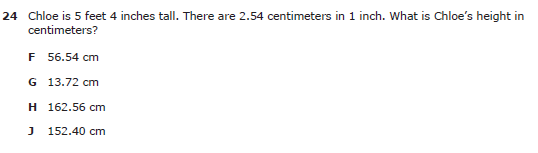 24 Chloe is 5 feet 4 inches tall. There are 2.54 centimeters in 1 inch. What is Chloe's height in
centimeters?
F 56.54 cm
G 13.72 cm
H 162.56 cm
J 152.40 cm